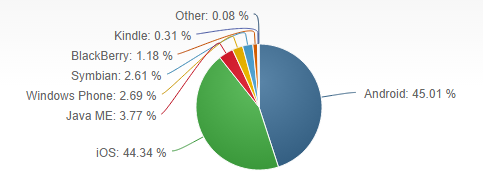 Other: 0.08 %
Kindle: 0.31 %
BlackBerry: 1.18 %
Symbian: 2.61 %
Windows Phone: 2.69 %
Java ME: 3.77 %
iOS: 44.34 %
Android: 45.01 %